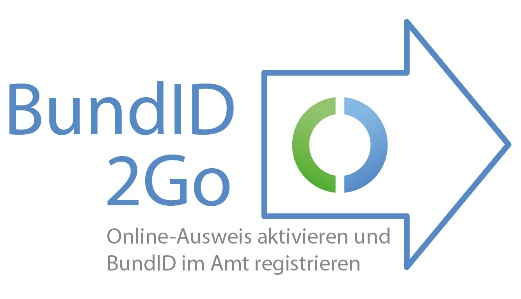 BundID
2Go
Online-Ausweis aktivieren und
BundID im Amt registrieren